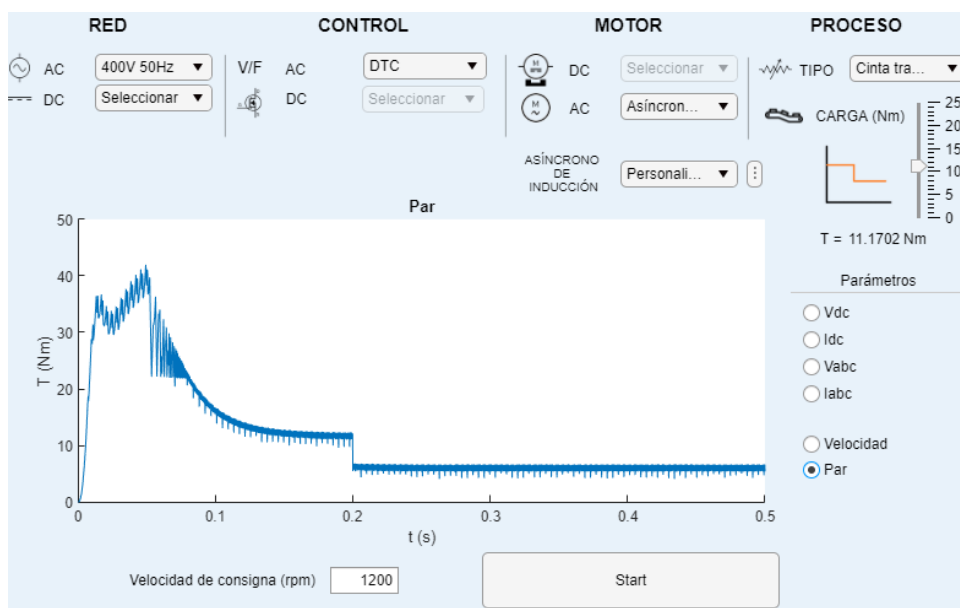 RED
CONTROL
MOTOR
PROCESO
AC 400V 50Hz
DC Seleccionar
V/F AC DTC
DC Seleccionar
M
DC Seleccionar
M
AC Asíncron...
TIPO Cinta tra...
CARGA (Nm)
25
20
15
10
5
0
ASÍNCRONO
DE
INDUCCIÓN
Personali...
T = 11.1702 Nm
Par
50
40
30
20
10
0
T (Nm)
0 0.1 0.2 0.3 0.4 0.5
t (s)
Parámetros
Vdc
Idc
Vabc
Iabc
Velocidad
Par
Velocidad de consigna (rpm) 1200
Start